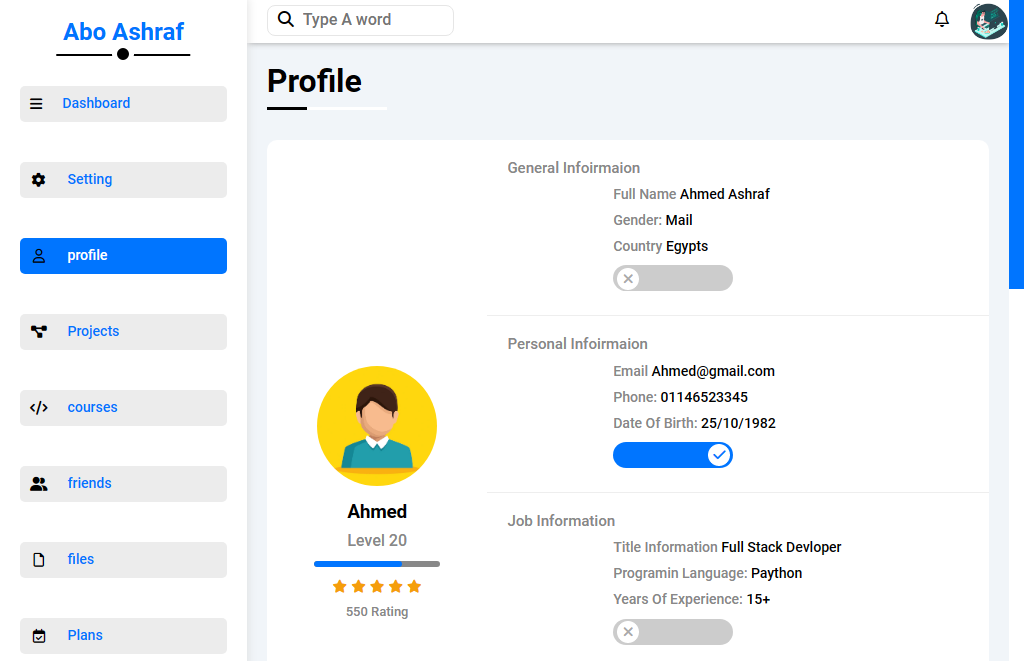 Abo Ashraf
Dashboard
Setting
profile
Projects
courses
friends
files
Plans
Type A word
Profile
Ahmed
Level 20
550 Rating
General Infoirmaion
Full Name Ahmed Ashraf
Gender: Mail
Country Egypts
Personal Infoirmaion
Email Ahmed@gmail.com
Phone: 01146523345
Date Of Birth: 25/10/1982
Job Information
Title Information Full Stack Devloper
Programin Language: Paython
Years Of Experience: 15+